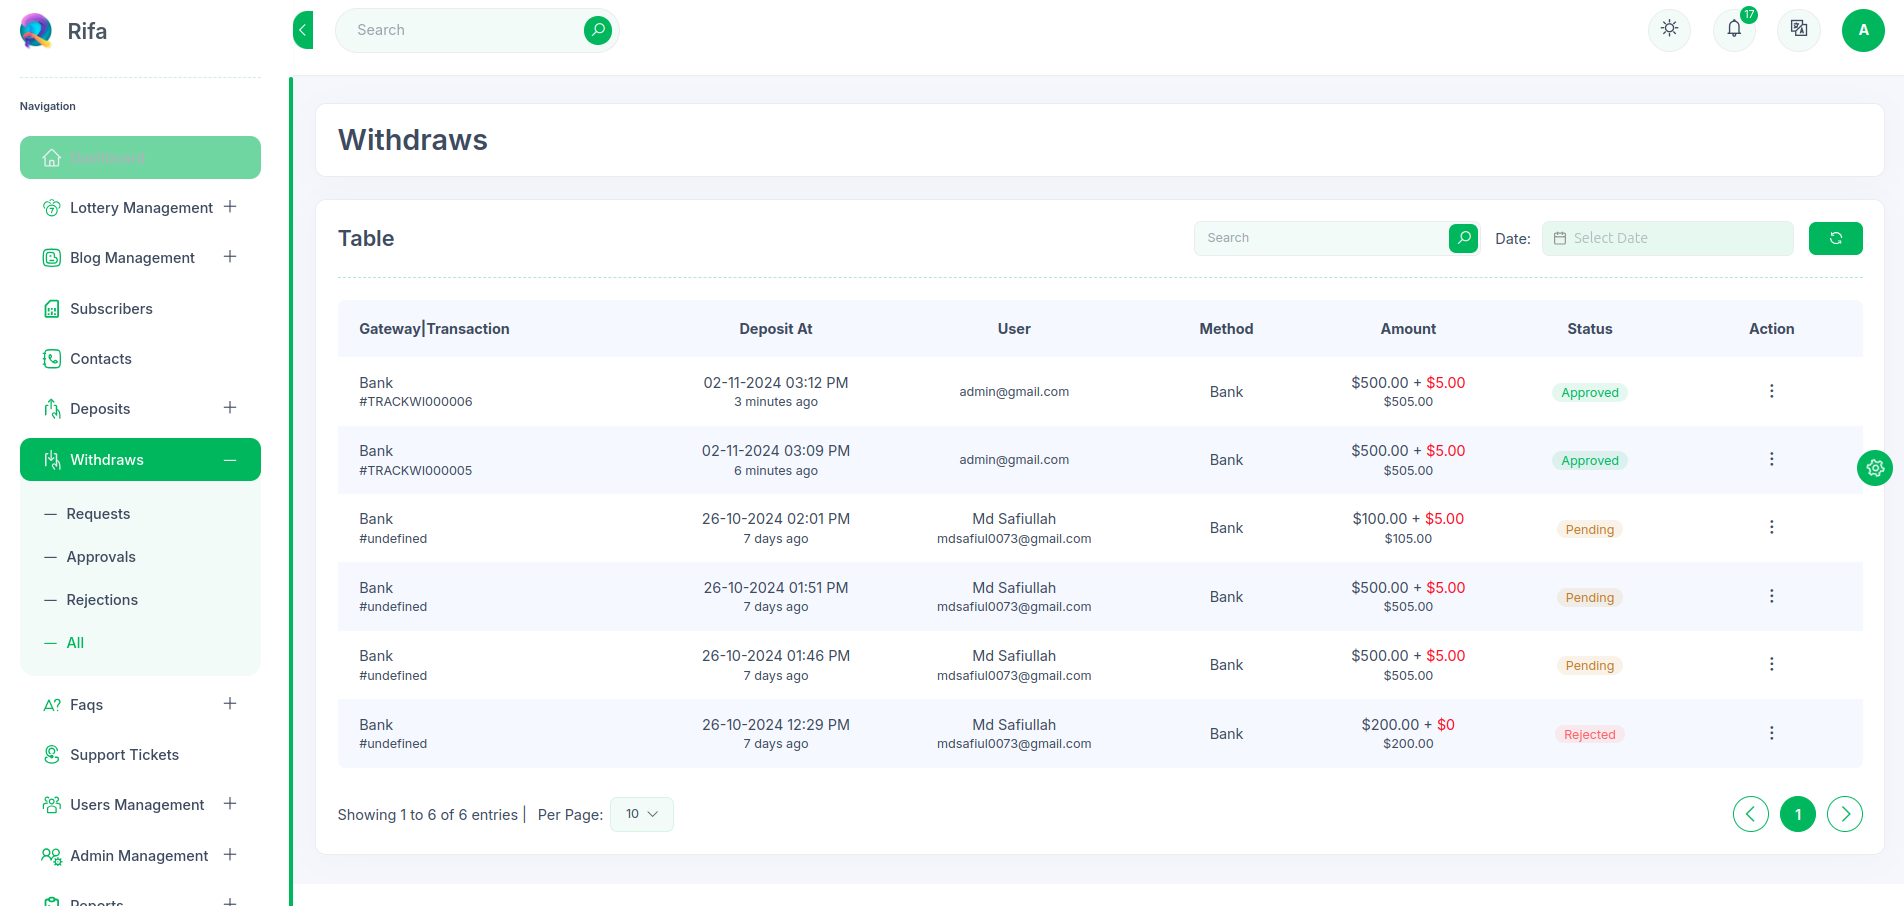 Rifa
Search
17
A
Navigation
Dashboard
Lottery Management
Blog Management
Subscribers
Contacts
Deposits
Withdraws
Requests
Approvals
Rejections
All
Faqs
Support Tickets
Users Management
Admin Management
Reports
Withdraws
Table
Search
Date:
Select Date
Gateway|Transaction Deposit At User Method Amount Status Action
Bank 02-11-2024 03:12 PM admin@gmail.com Bank $500.00 + $5.00 Approved
#TRACKWI000006 3 minutes ago $505.00
Bank 02-11-2024 03:09 PM admin@gmail.com Bank $500.00 + $5.00 Approved
#TRACKWI000005 6 minutes ago $505.00
Bank 26-10-2024 02:01 PM Md Safiullah Bank $100.00 + $5.00 Pending
#undefined 7 days ago mdsafiul0073@gmail.com $105.00
Bank 26-10-2024 01:51 PM Md Safiullah Bank $500.00 + $5.00 Pending
#undefined 7 days ago mdsafiul0073@gmail.com $505.00
Bank 26-10-2024 01:46 PM Md Safiullah Bank $500.00 + $5.00 Pending
#undefined 7 days ago mdsafiul0073@gmail.com $505.00
Bank 26-10-2024 12:29 PM Md Safiullah Bank $200.00 + $0 Rejected
#undefined 7 days ago mdsafiul0073@gmail.com $200.00
Showing 1 to 6 of 6 entries | Per Page: 10
1